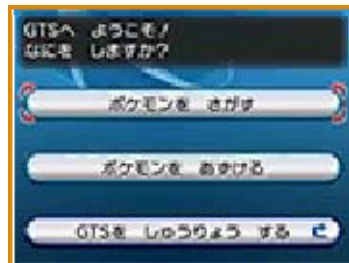 GTSへ ようこそ!
なにを しますか?
ポケモンを さがす
ポケモンを あずける
GTSを しゅうりょう する